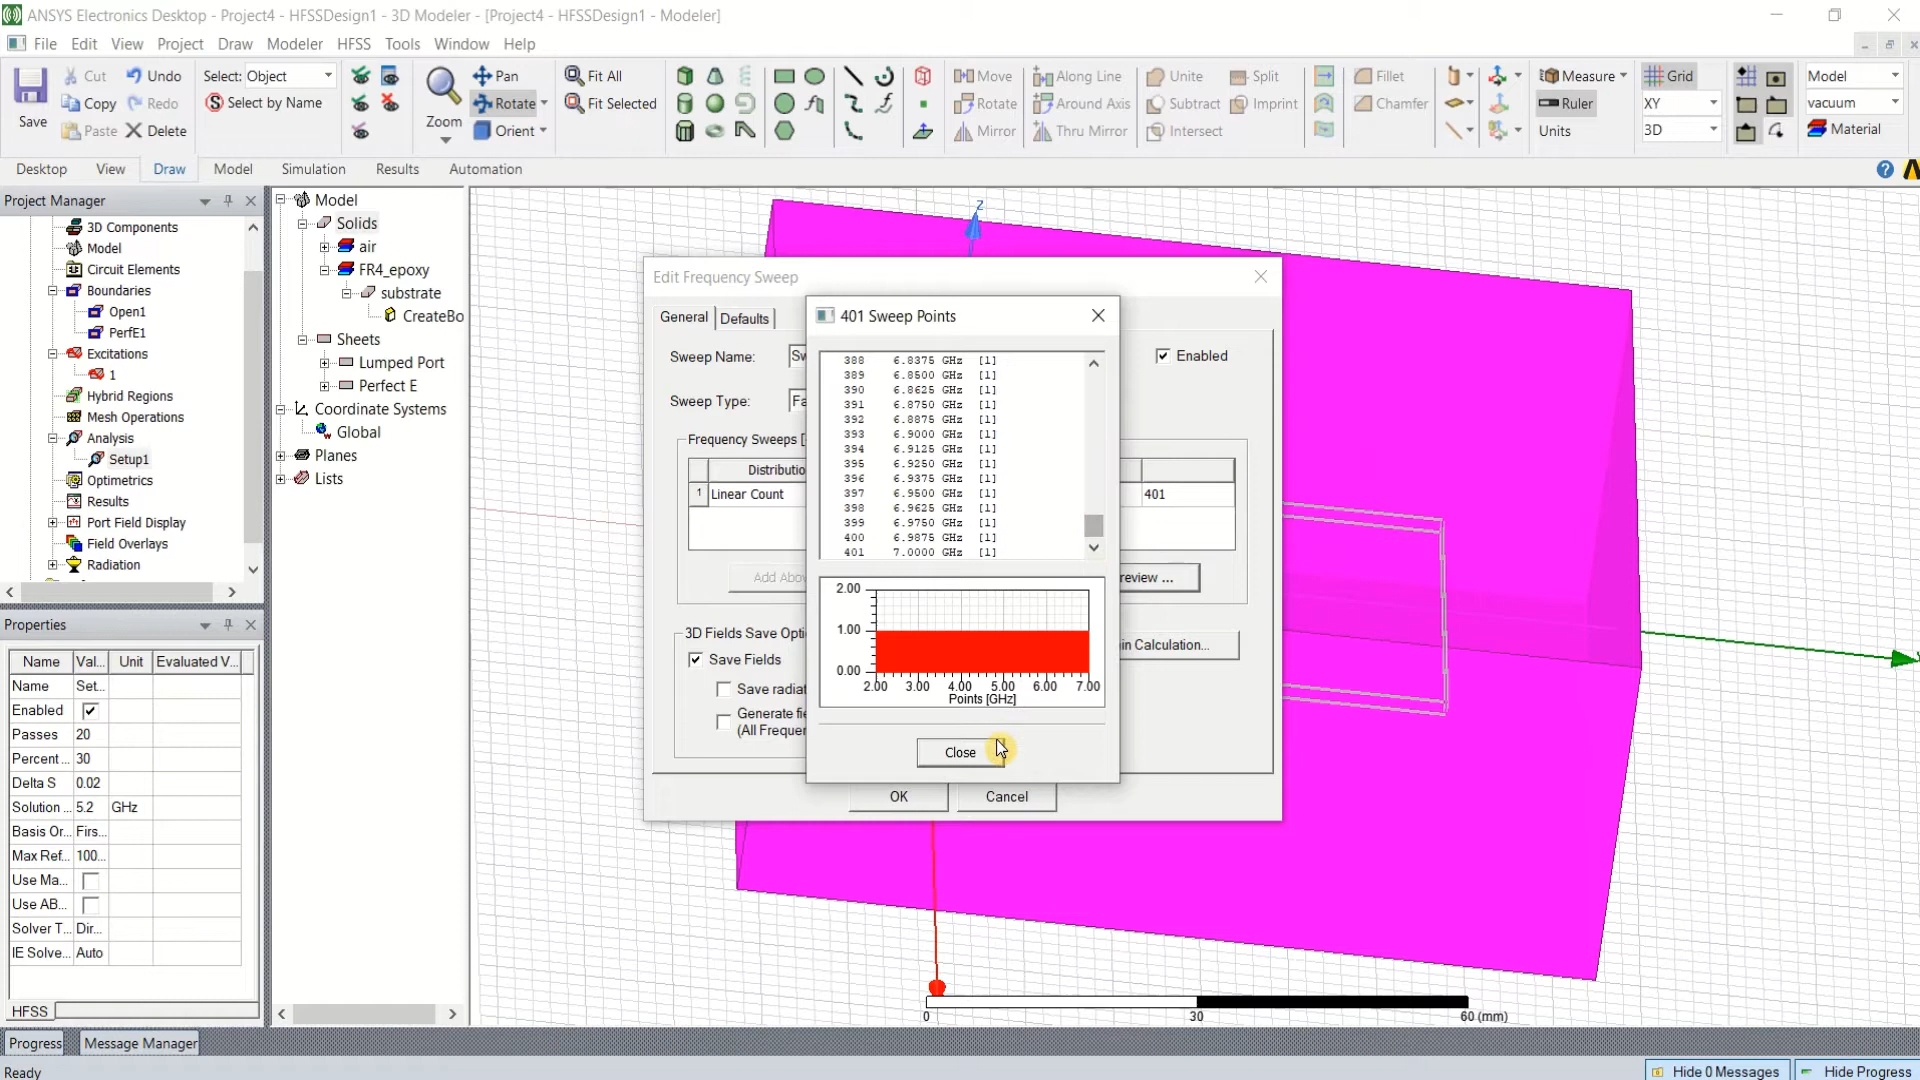 ANSYS Electronics Desktop - Project4 - HFSSDesign1 - 3D Modeler - [Project4 - HFSSDesign1 - Modeler]
File Edit View Project Draw Modeler HFSS Tools Window Help
Save
Cut
Copy
Paste
Undo
Redo
Delete
Select: Object
Select by Name
Zoom
Pan
Rotate
Orient
Fit All
Fit Selected
Move
Rotate
Mirror
Along Line
Around Axis
Thru Mirror
Unite
Subtract
Intersect
Split
Imprint
Fillet
Chamfer
Measure
Ruler
Units
Grid
XY
3D
Model
vacuum
Material
Desktop View Draw Model Simulation Results Automation
Project Manager
3D Components
Model
Circuit Elements
Boundaries
Open1
PerfE1
Excitations
1
Hybrid Regions
Mesh Operations
Analysis
Setup1
Optimetrics
Results
Port Field Display
Field Overlays
Radiation
Properties
Name Val... Unit Evaluated V...
Name Set...
Enabled
Passes 20
Percent... 30
Delta S 0.02
Solution ... 5.2 GHz
Basis Or... Firs...
Max Ref... 100...
Use Ma...
Use AB...
Solver T... Dir...
IE Solve... Auto
HFSS
Model
Solids
air
FR4_epoxy
substrate
CreateBo
Sheets
Lumped Port
Perfect E
Coordinate Systems
Global
Planes
Lists
Z
Edit Frequency Sweep
General Defaults
Sweep Name: Sw
Enabled
Sweep Type: Fa
Frequency Sweeps [
Distributio
1 Linear Count 401
Add Abov
review ...
3D Fields Save Opti
Save Fields
Save radiat
Generate fie
(All Frequer
in Calculation...
OK Cancel
401 Sweep Points
388 6.8375 GHz [1]
389 6.8500 GHz [1]
390 6.8625 GHz [1]
391 6.8750 GHz [1]
392 6.8875 GHz [1]
393 6.9000 GHz [1]
394 6.9125 GHz [1]
395 6.9250 GHz [1]
396 6.9375 GHz [1]
397 6.9500 GHz [1]
398 6.9625 GHz [1]
399 6.9750 GHz [1]
400 6.9875 GHz [1]
401 7.0000 GHz [1]
2.00
1.00
0.00
2.00 3.00 4.00 5.00 6.00 7.00
Points [GHz]
Close
0 30 60 (mm)
Progress Message Manager
Ready
Hide 0 Messages Hide Progress